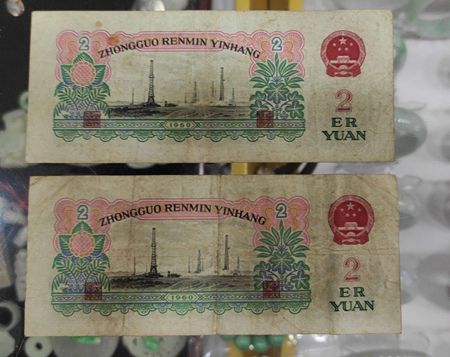 2 2
ZHONGGUO RENMIN YINHANG
1960
2
ER
YUAN
2 2
ZHONGGUO RENMIN YINHANG
1960
2
ER
YUAN